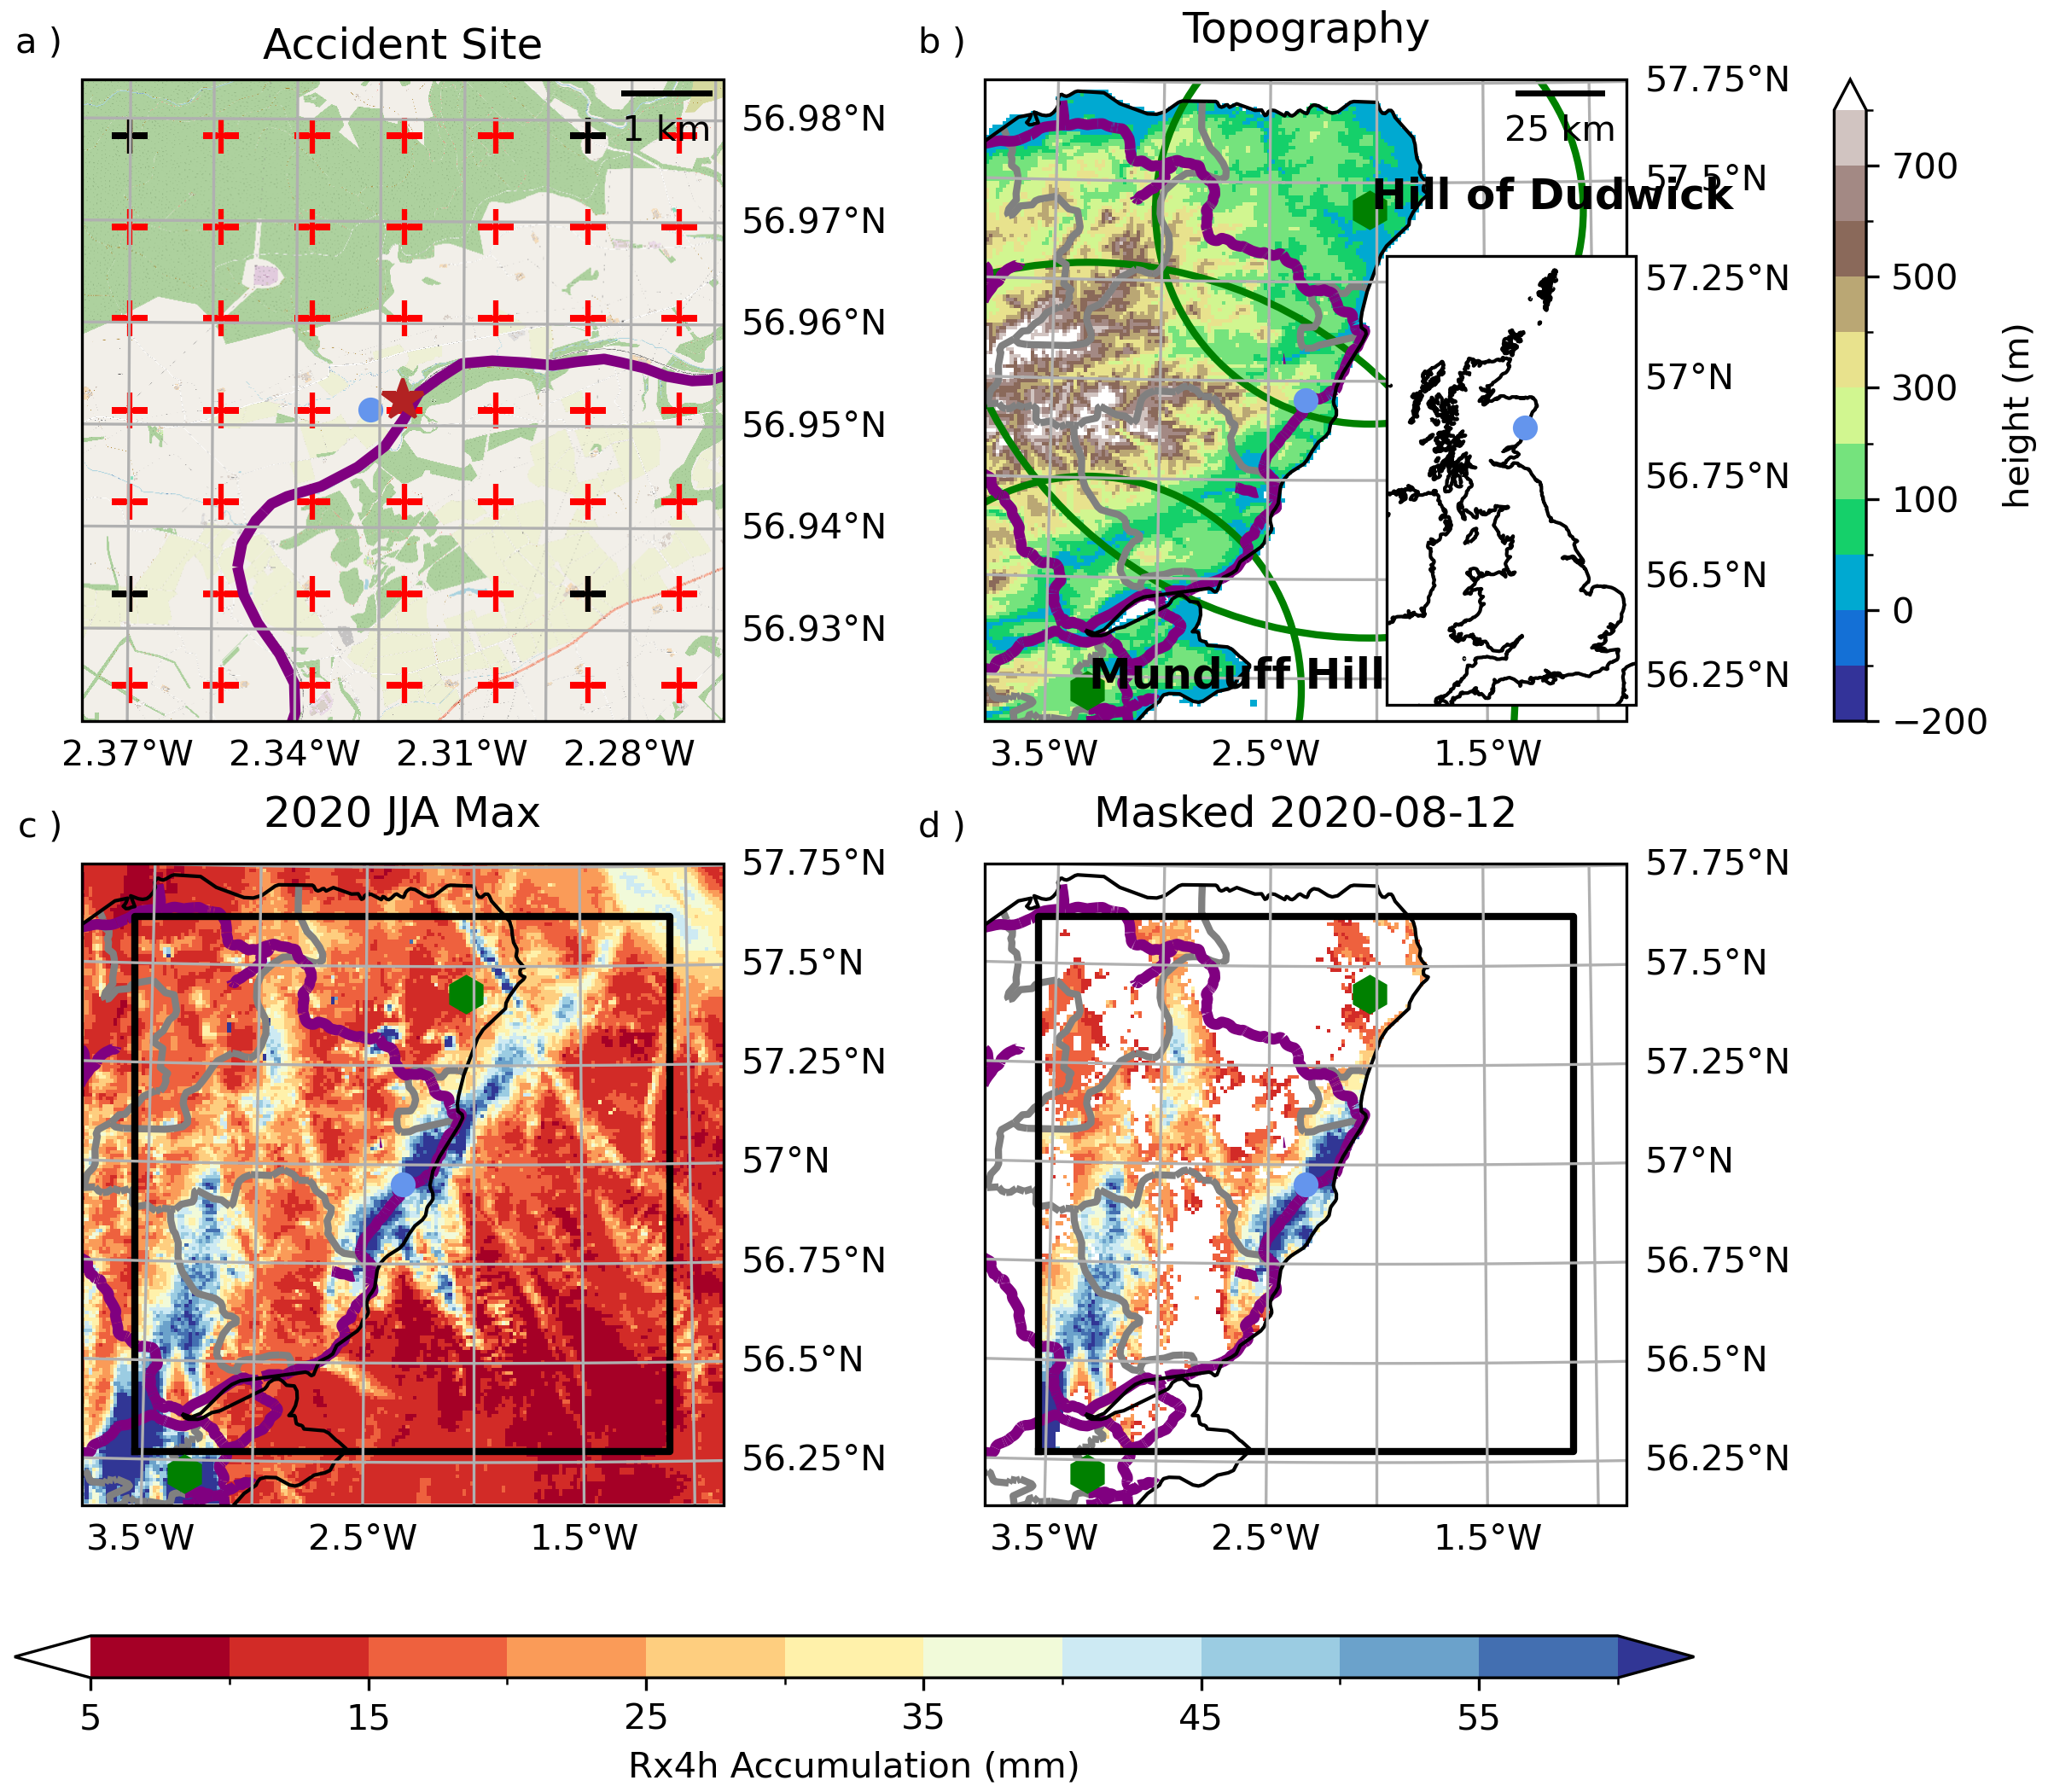 a )
Accident Site
1 km
56.98°N
56.97°N
56.96°N
56.95°N
56.94°N
56.93°N
2.37°W
2.34°W
2.31°W
2.28°W
b )
Topography
25 km
Hill of Dudwick
Munduff Hill
57.75°N
57.5°N
57.25°N
57°N
56.75°N
56.5°N
56.25°N
3.5°W
2.5°W
1.5°W
700
500
300
100
0
−200
height (m)
c )
2020 JJA Max
57.75°N
57.5°N
57.25°N
57°N
56.75°N
56.5°N
56.25°N
3.5°W
2.5°W
1.5°W
d )
Masked 2020-08-12
57.75°N
57.5°N
57.25°N
57°N
56.75°N
56.5°N
56.25°N
3.5°W
2.5°W
1.5°W
5
15
25
35
45
55
Rx4h Accumulation (mm)